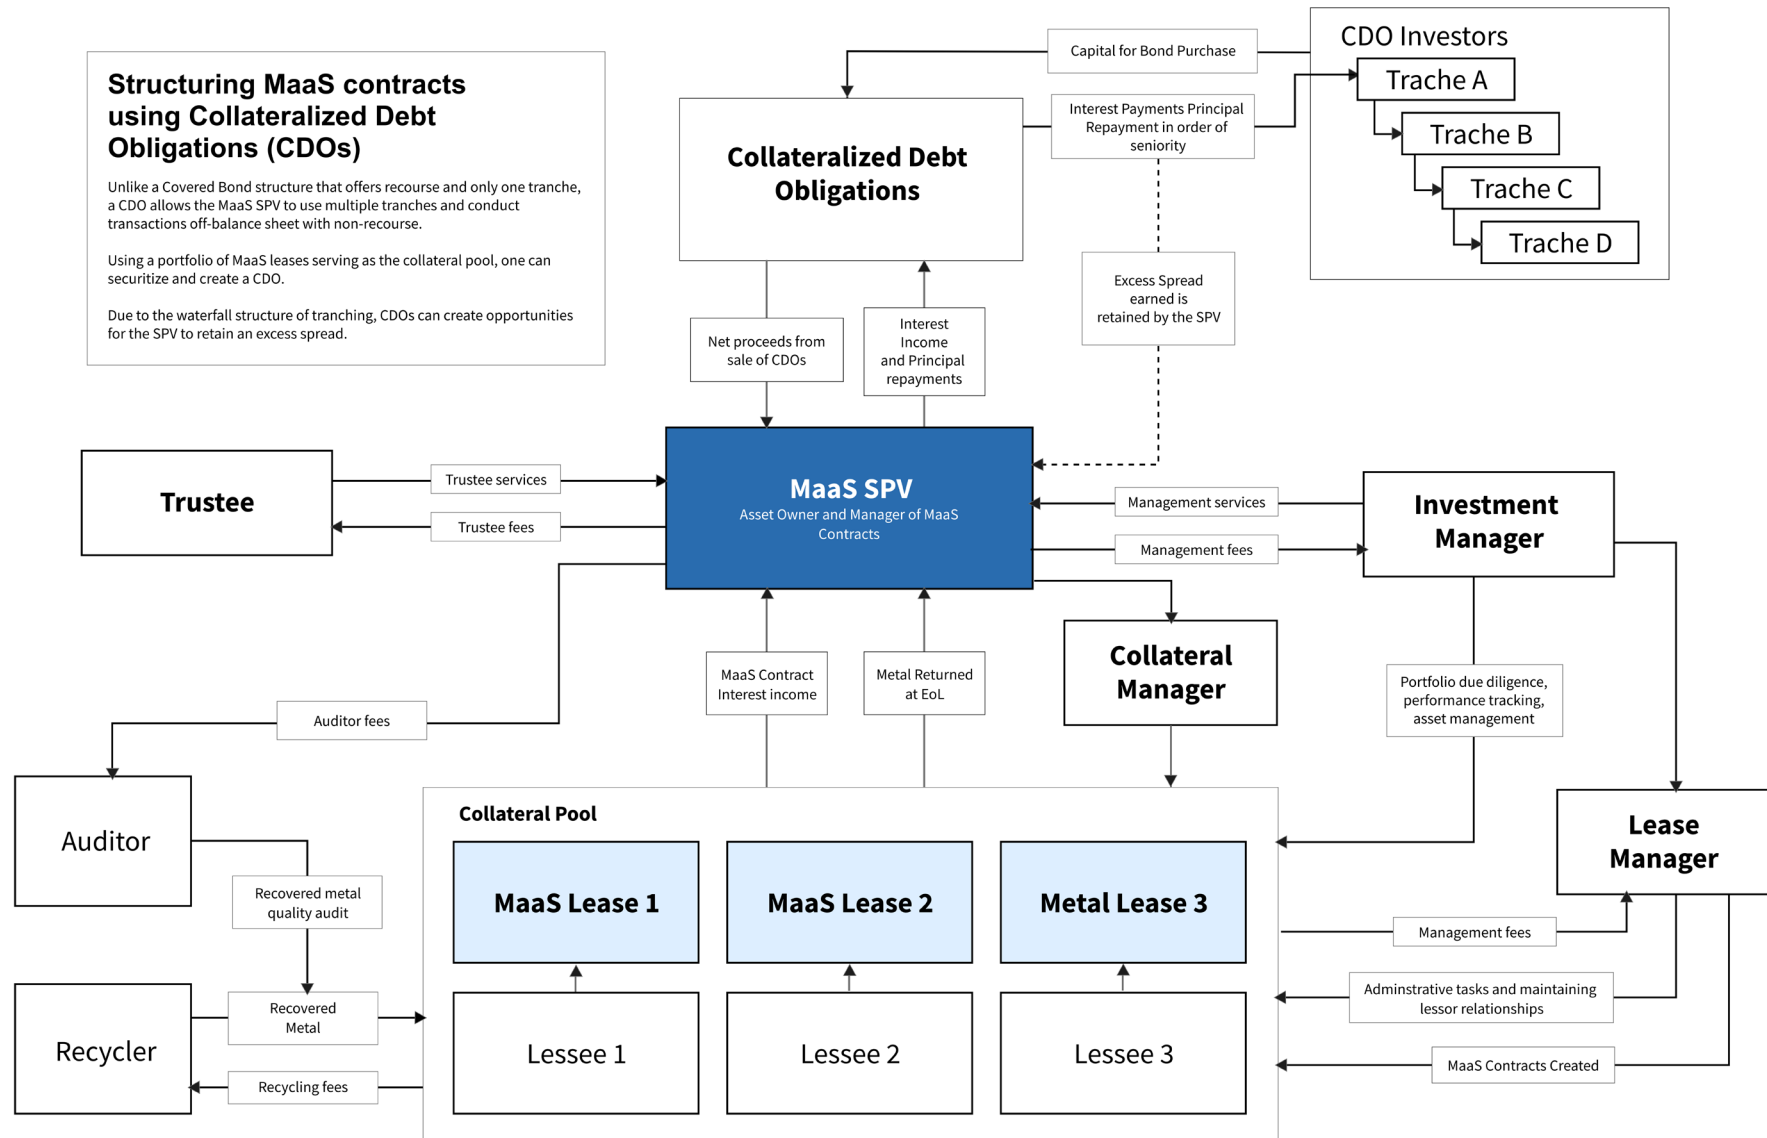 Structuring MaaS contracts
using Collateralized Debt
Obligations (CDOs)
Unlike a Covered Bond structure that offers recourse and only one tranche,
a CDO allows the MaaS SPV to use multiple tranches and conduct
transactions off-balance sheet with non-recourse.
Using a portfolio of MaaS leases serving as the collateral pool, one can
securitize and create a CDO.
Due to the waterfall structure of tranching, CDOs can create opportunities
for the SPV to retain an excess spread.
Capital for Bond Purchase
CDO Investors
Trache A
Trache B
Trache C
Trache D
Collateralized Debt
Obligations
Interest Payments Principal
Repayment in order of
seniority
Excess Spread
earned is
retained by the SPV
Net proceeds from
sale of CDOs
Interest
Income
and Principal
repayments
Trustee
Trustee services
Trustee fees
MaaS SPV
Asset Owner and Manager of MaaS
Contracts
Management services
Management fees
Investment
Manager
Collateral
Manager
MaaS Contract
Interest income
Metal Returned
at EoL
Portfolio due diligence,
performance tracking,
asset management
Auditor fees
Auditor
Recovered metal
quality audit
Recycler
Recovered
Metal
Recycling fees
Collateral Pool
MaaS Lease 1
MaaS Lease 2
Metal Lease 3
Lessee 1
Lessee 2
Lessee 3
Lease
Manager
Management fees
Adminstrative tasks and maintaining
lessor relationships
MaaS Contracts Created